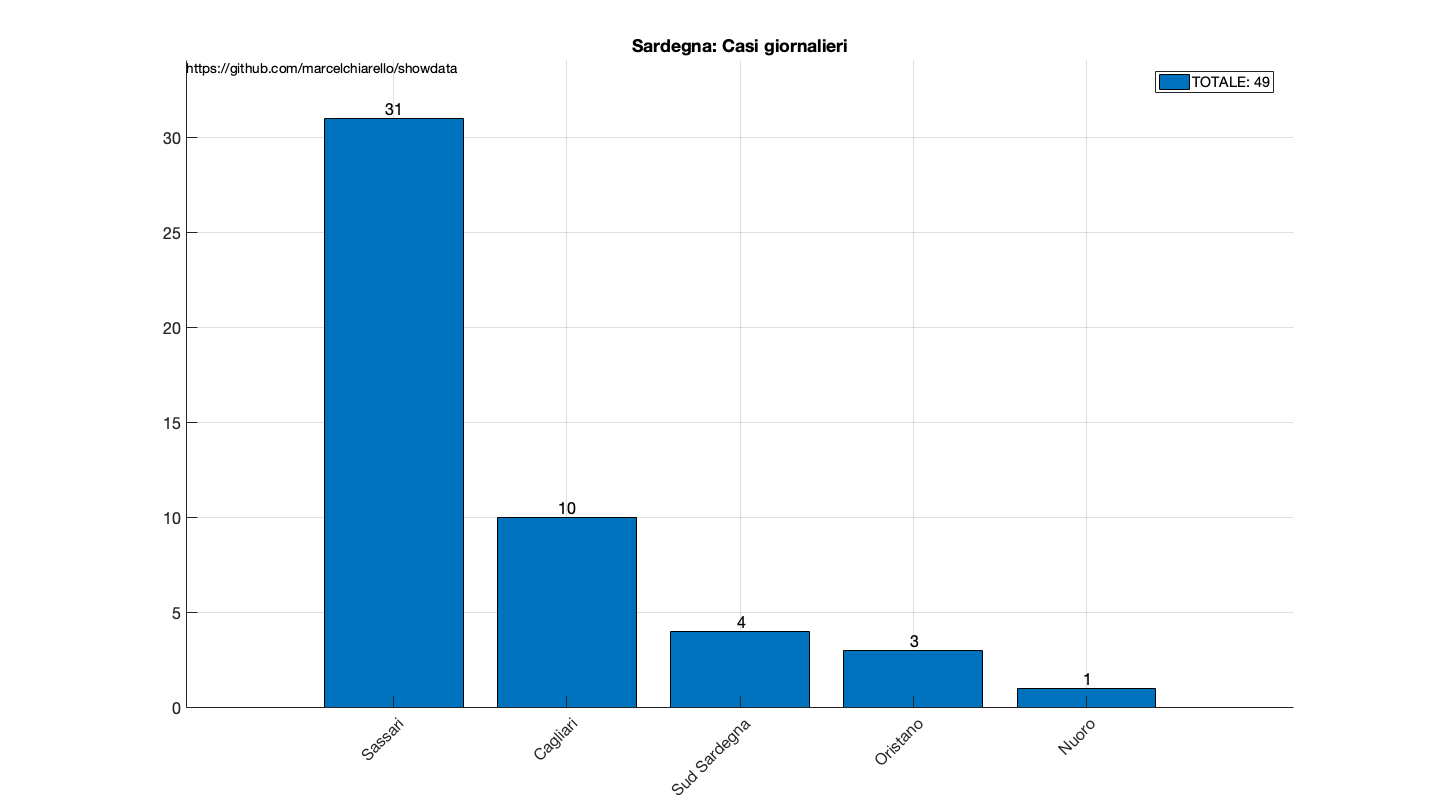 Sardegna: Casi giornalieri
https://github.com/marcelchiarello/showdata
TOTALE: 49
31
10
4
3
1
30
25
20
15
10
5
0
Sassari
Cagliari
Sud Sardegna
Oristano
Nuoro